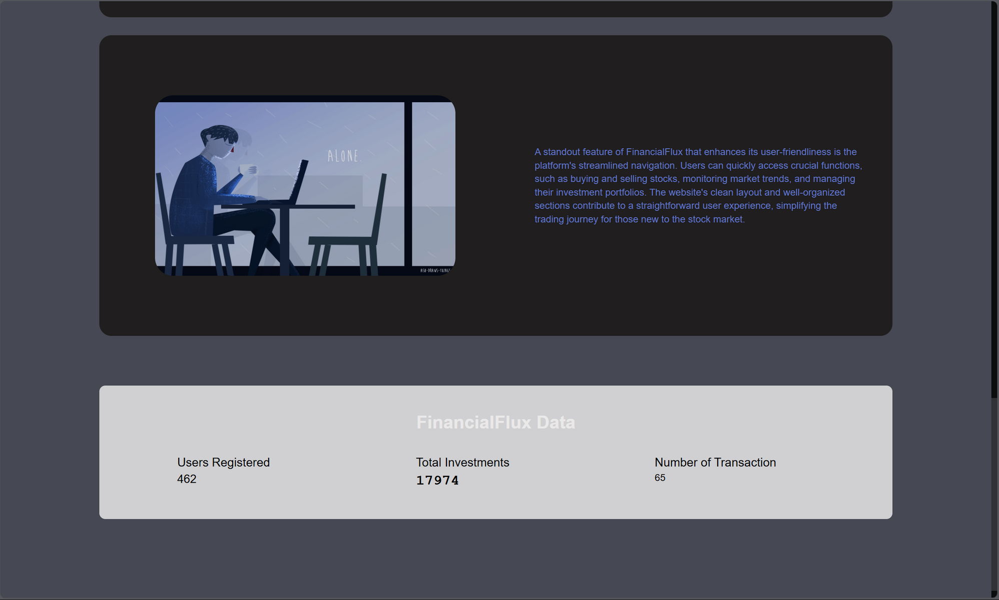 ALONE.
ASH-DRAWS-THINGS
A standout feature of FinancialFlux that enhances its user-friendliness is the
platform's streamlined navigation. Users can quickly access crucial functions,
such as buying and selling stocks, monitoring market trends, and managing
their investment portfolios. The website's clean layout and well-organized
sections contribute to a straightforward user experience, simplifying the
trading journey for those new to the stock market.
FinancialFlux Data
Users Registered
462
Total Investments
17974
Number of Transaction
65